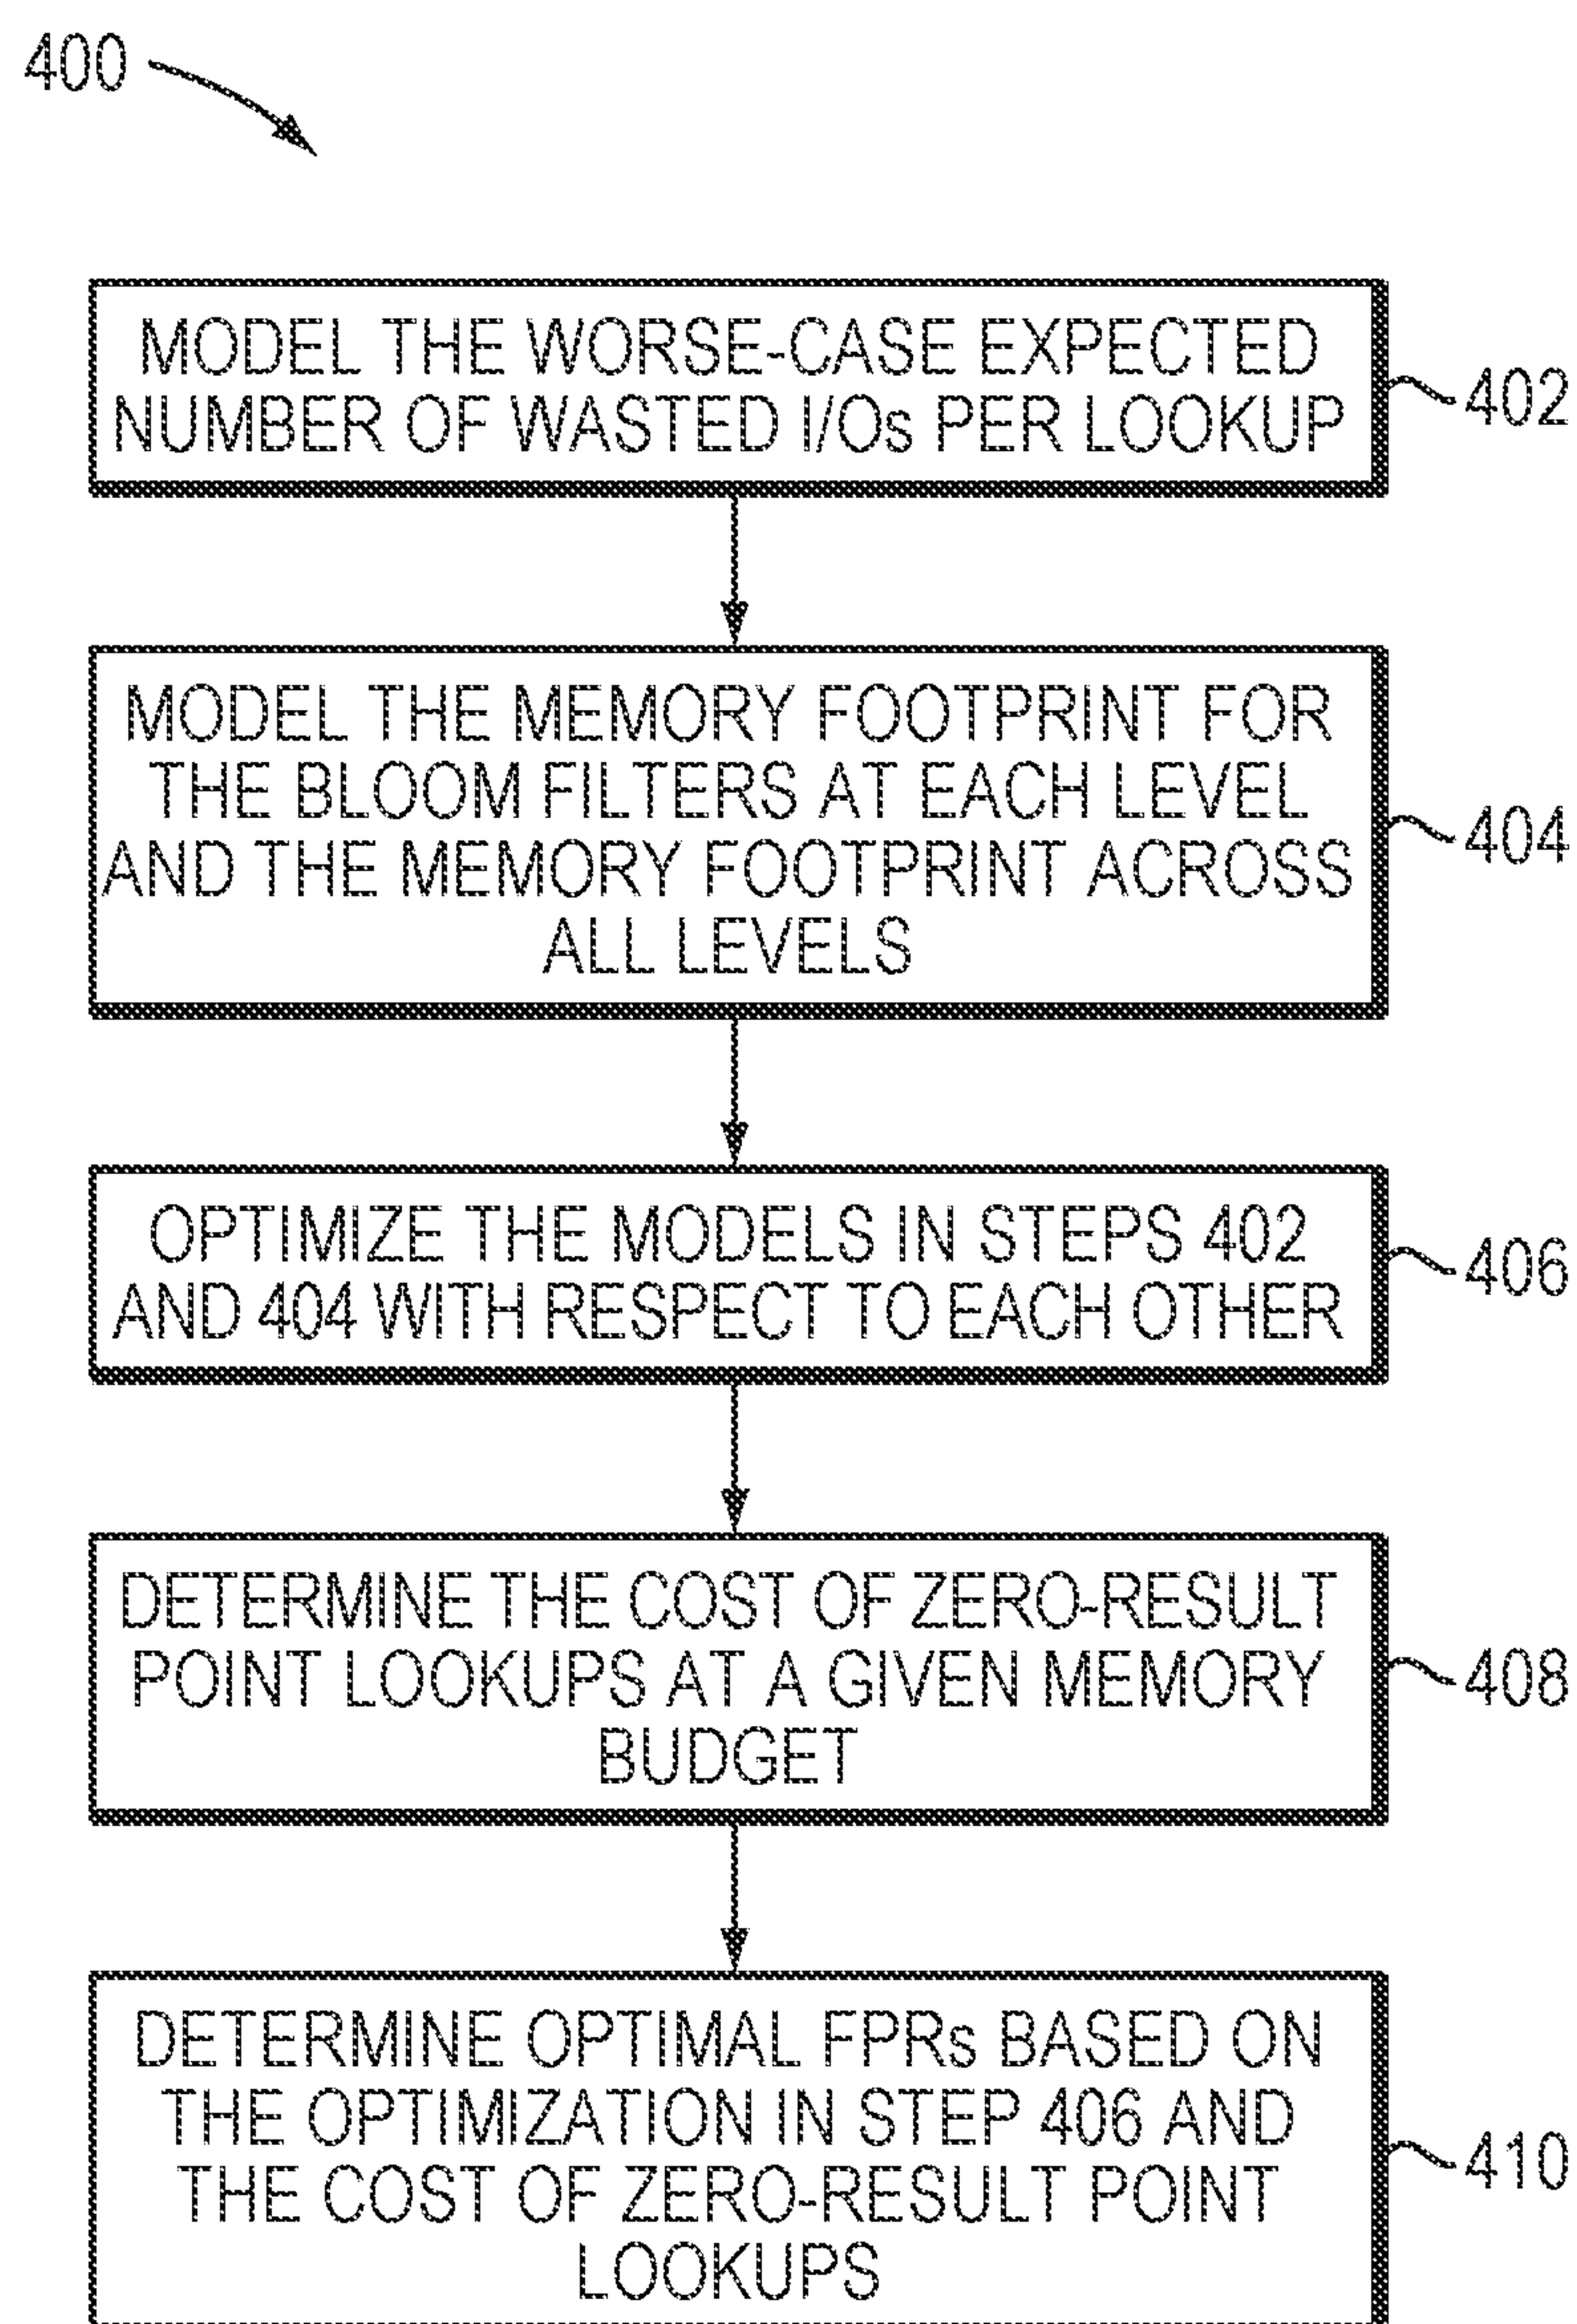 400
MODEL THE WORSE-CASE EXPECTED
NUMBER OF WASTED I/Os PER LOOKUP
402
MODEL THE MEMORY FOOTPRINT FOR
THE BLOOM FILTERS AT EACH LEVEL
AND THE MEMORY FOOTPRINT ACROSS
ALL LEVELS
404
OPTIMIZE THE MODELS IN STEPS 402
AND 404 WITH RESPECT TO EACH OTHER
406
DETERMINE THE COST OF ZERO-RESULT
POINT LOOKUPS AT A GIVEN MEMORY
BUDGET
408
DETERMINE OPTIMAL FPRs BASED ON
THE OPTIMIZATION IN STEP 406 AND
THE COST OF ZERO-RESULT POINT
LOOKUPS
410